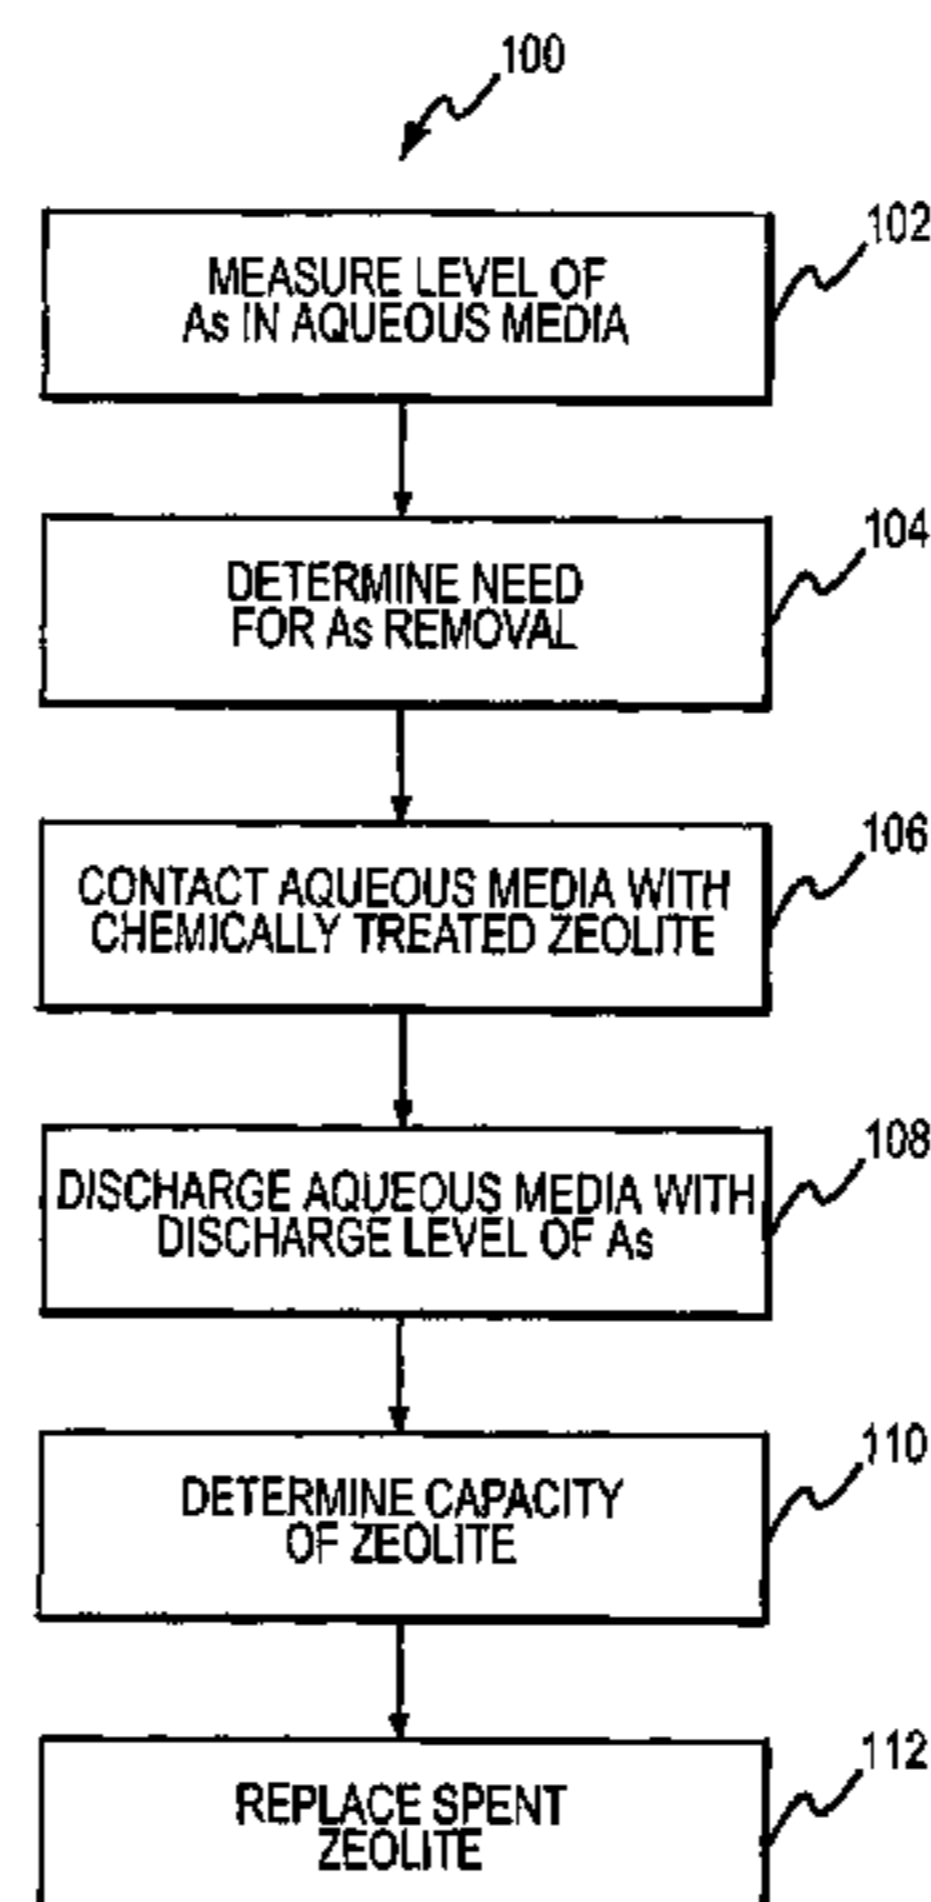 100
102
MEASURE LEVEL OF
As IN AQUEOUS MEDIA
104
DETERMINE NEED
FOR As REMOVAL
106
CONTACT AQUEOUS MEDIA WITH
CHEMICALLY TREATED ZEOLITE
108
DISCHARGE AQUEOUS MEDIA WITH
DISCHARGE LEVEL OF As
110
DETERMINE CAPACITY
OF ZEOLITE
112
REPLACE SPENT
ZEOLITE